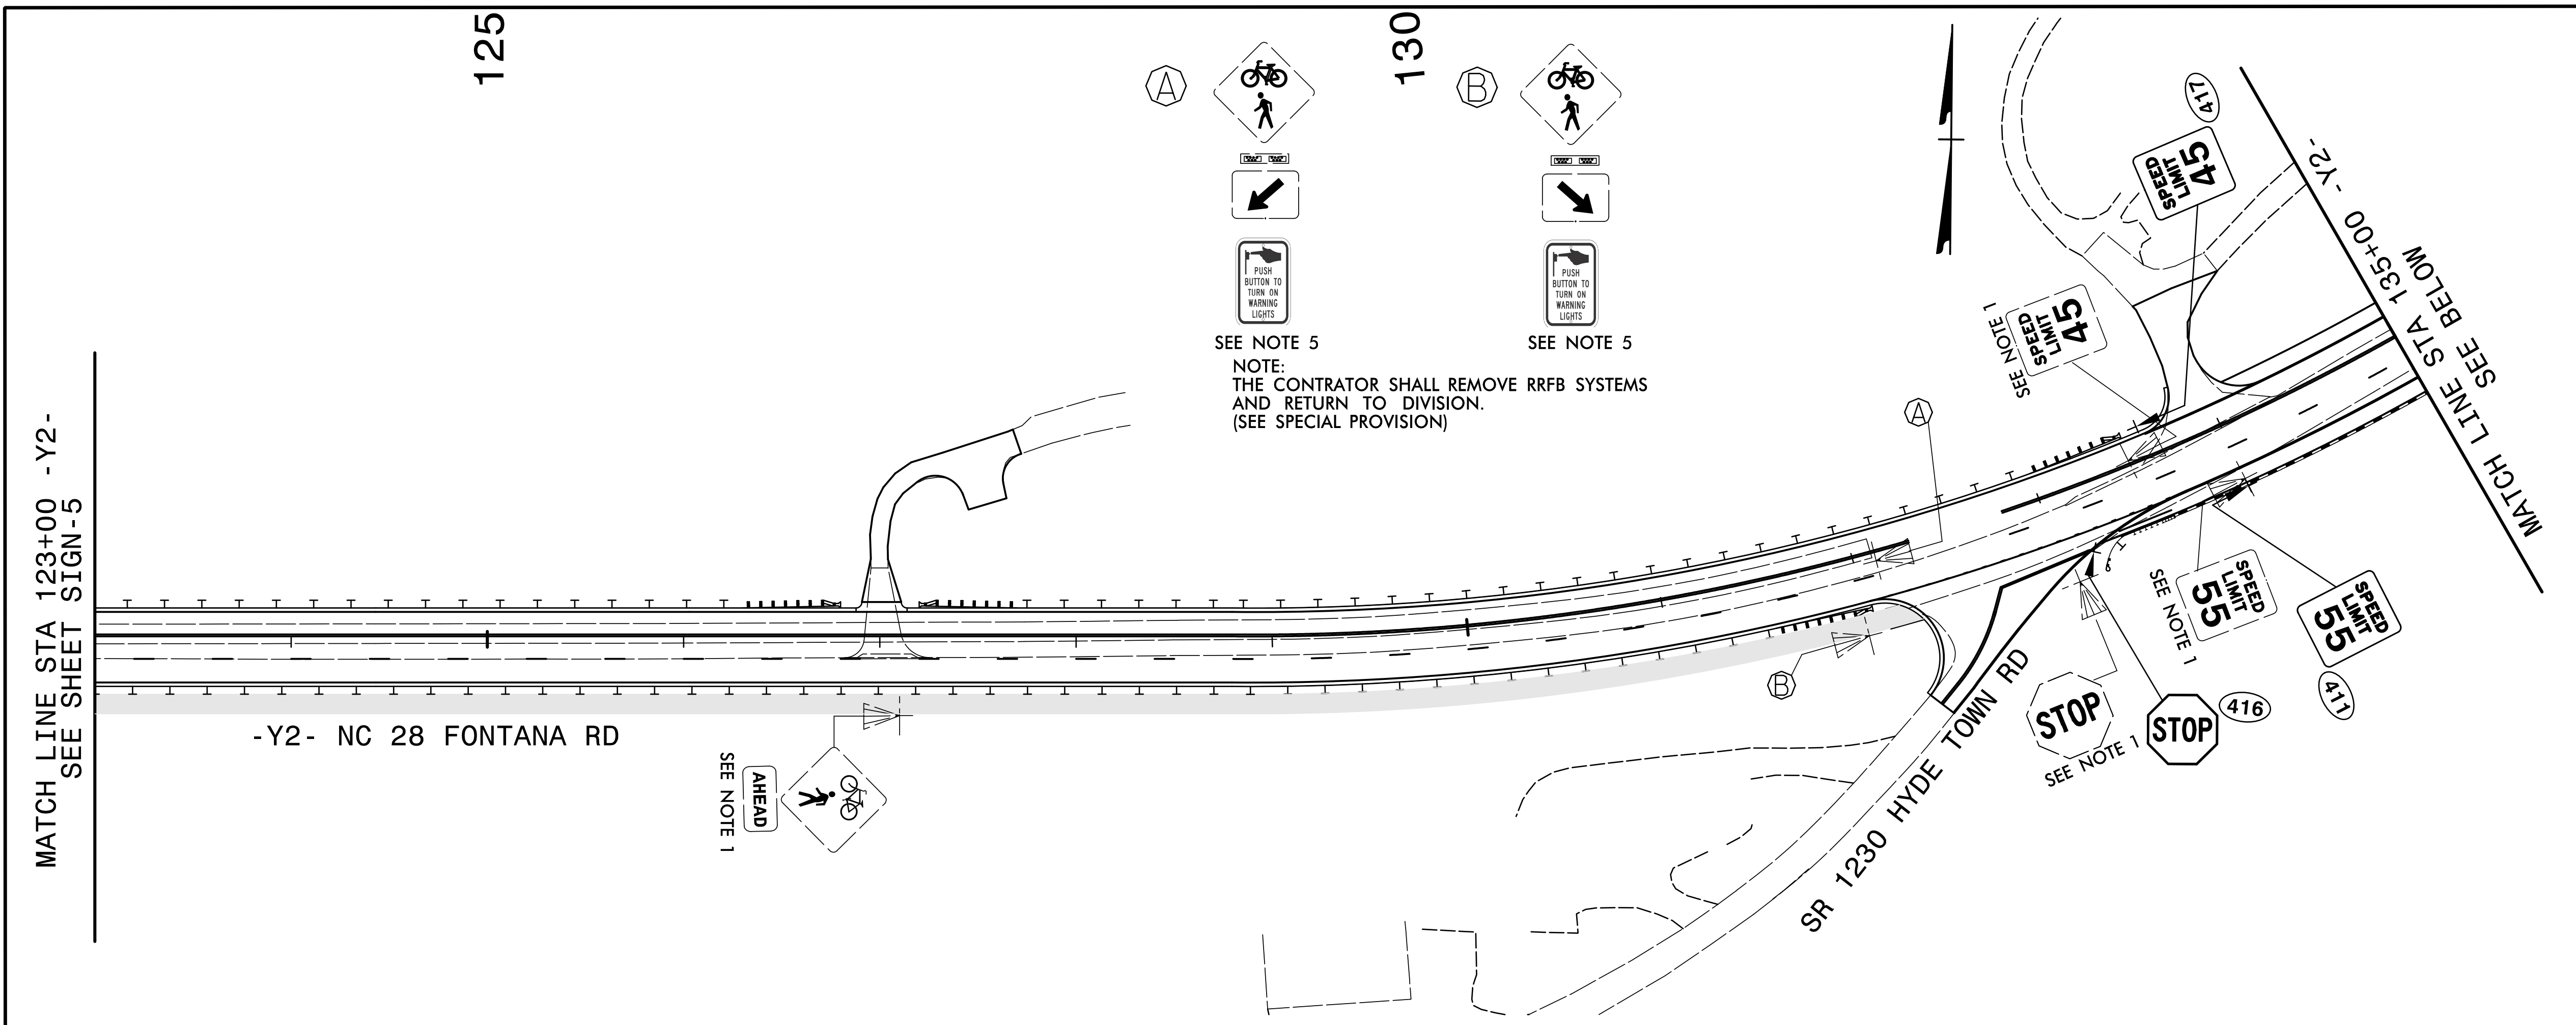 125
130
A
B
PUSH
BUTTON TO
TURN ON
WARNING
LIGHTS
SEE NOTE 5
PUSH
BUTTON TO
TURN ON
WARNING
LIGHTS
SEE NOTE 5
NOTE:
THE CONTRATOR SHALL REMOVE RRFB SYSTEMS
AND RETURN TO DIVISION.
(SEE SPECIAL PROVISION)
417
SPEED
LIMIT
45
SPEED
LIMIT
45
SEE NOTE 1
MATCH LINE STA 135+00 -Y2-
SEE BELOW
MATCH LINE STA 123+00 -Y2-
SEE SHEET SIGN-5
A
B
-Y2- NC 28 FONTANA RD
AHEAD
SEE NOTE 1
SR 1230 HYDE TOWN RD
STOP
SEE NOTE 1
STOP
416
SPEED
LIMIT
55
SEE NOTE 1
SPEED
LIMIT
55
411